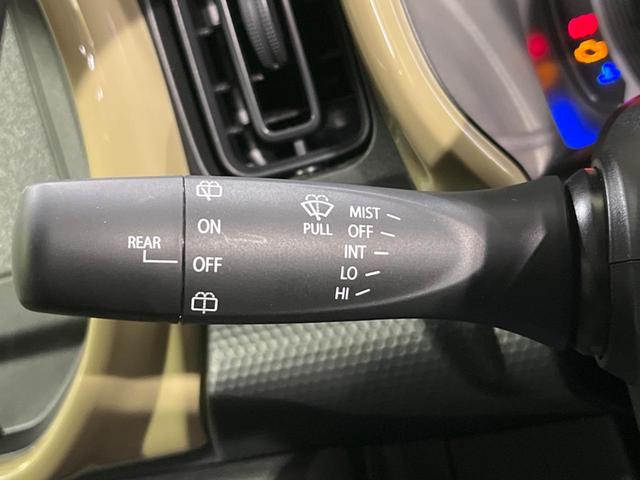 REAR
ON
OFF
PULL
MIST
OFF
INT
LO
HI